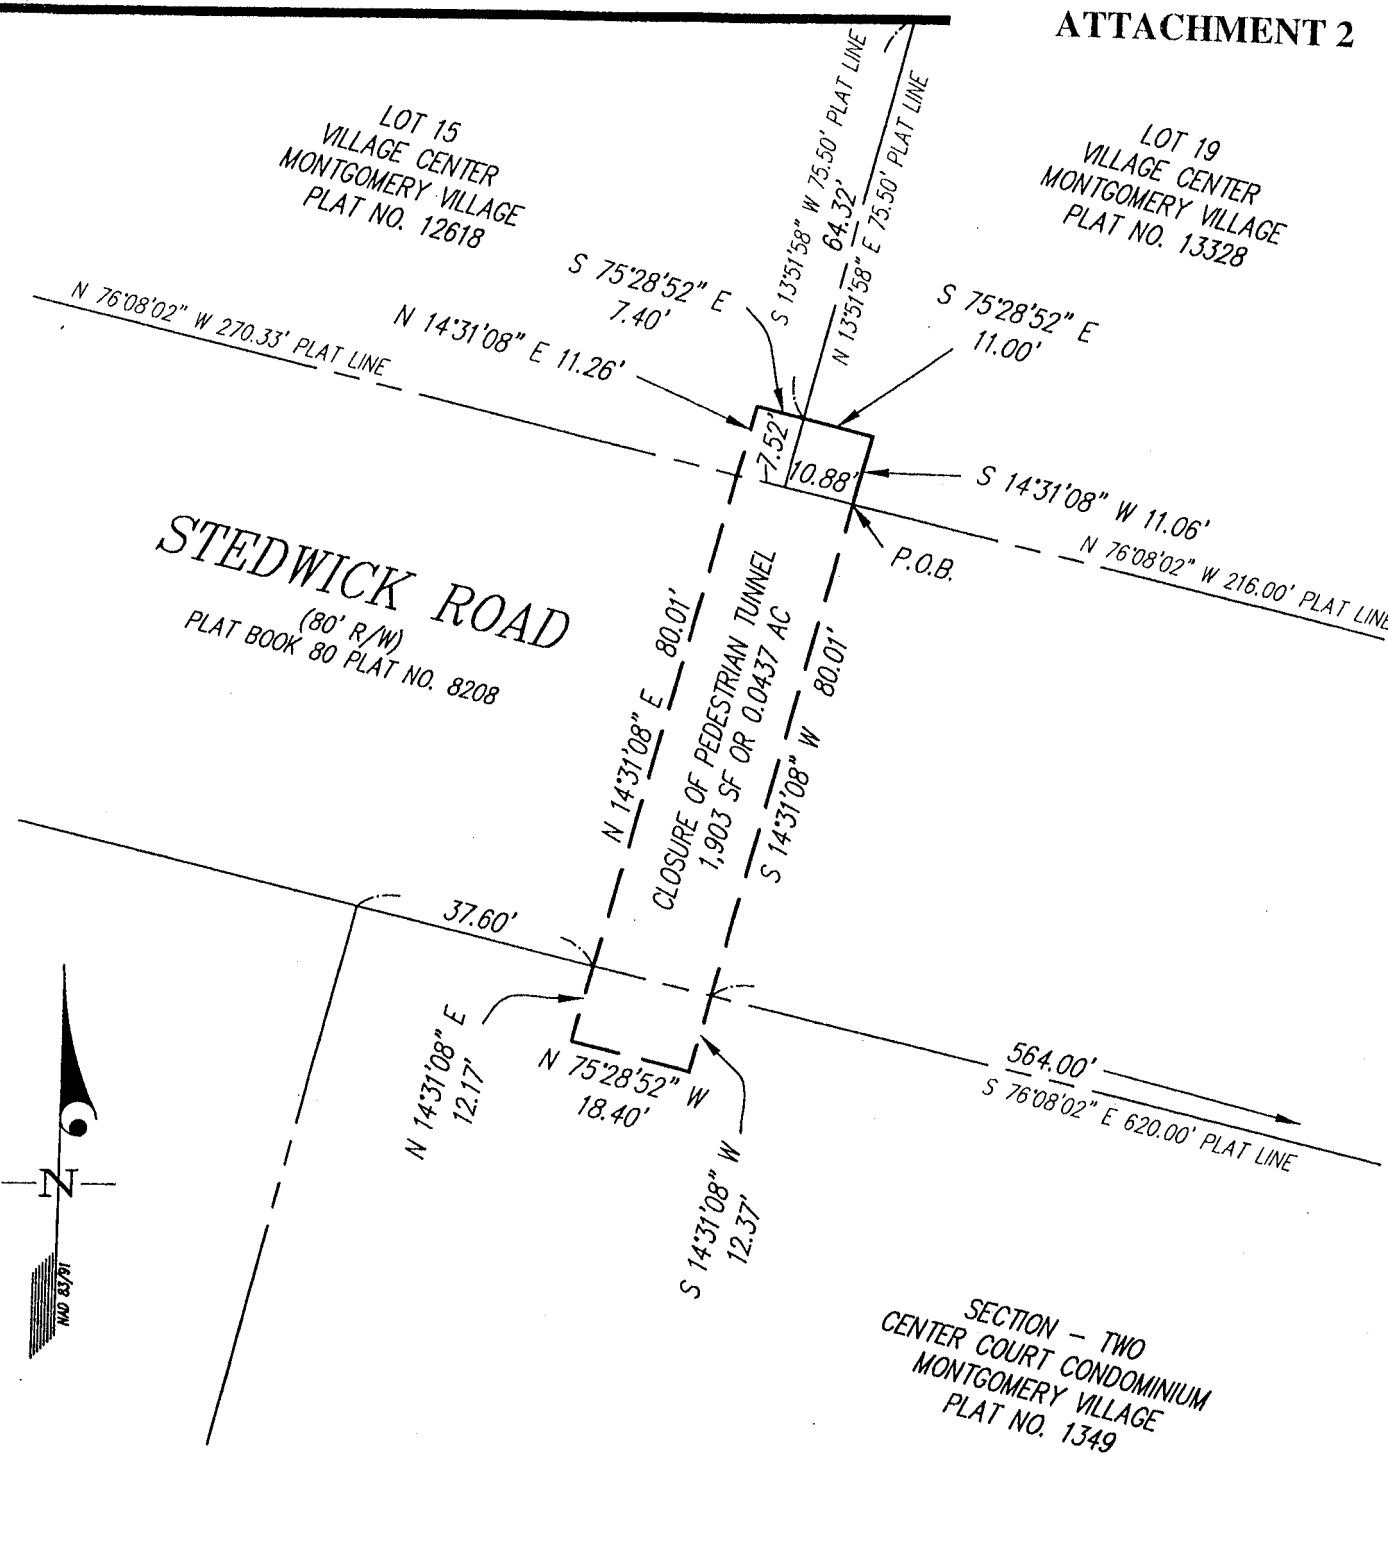 ATTACHMENT 2
LOT 15
VILLAGE CENTER
MONTGOMERY VILLAGE
PLAT NO. 12618
S 13°51'58" W 75.50' PLAT LINE
64.32'
N 13°51'58" E 75.50' PLAT LINE
LOT 19
VILLAGE CENTER
MONTGOMERY VILLAGE
PLAT NO. 13328
S 75°28'52" E
7.40'
S 75°28'52" E
11.00'
N 76°08'02" W 270.33' PLAT LINE
N 14°31'08" E 11.26'
7.52'
10.88'
S 14°31'08" W 11.06'
N 76°08'02" W 216.00' PLAT LINE
P.O.B.
STEDWICK ROAD
(80' R/W)
PLAT BOOK 80 PLAT NO. 8208
N 14°31'08" E 80.01'
CLOSURE OF PEDESTRIAN TUNNEL
1,903 SF OR 0.0437 AC
S 14°31'08" W 80.01'
37.60'
N 14°31'08" E
12.17'
N 75°28'52" W
18.40'
S 14°31'08" W
12.37'
564.00'
S 76°08'02" E 620.00' PLAT LINE
N
NAD 83/91
SECTION - TWO
CENTER COURT CONDOMINIUM
MONTGOMERY VILLAGE
PLAT NO. 1349